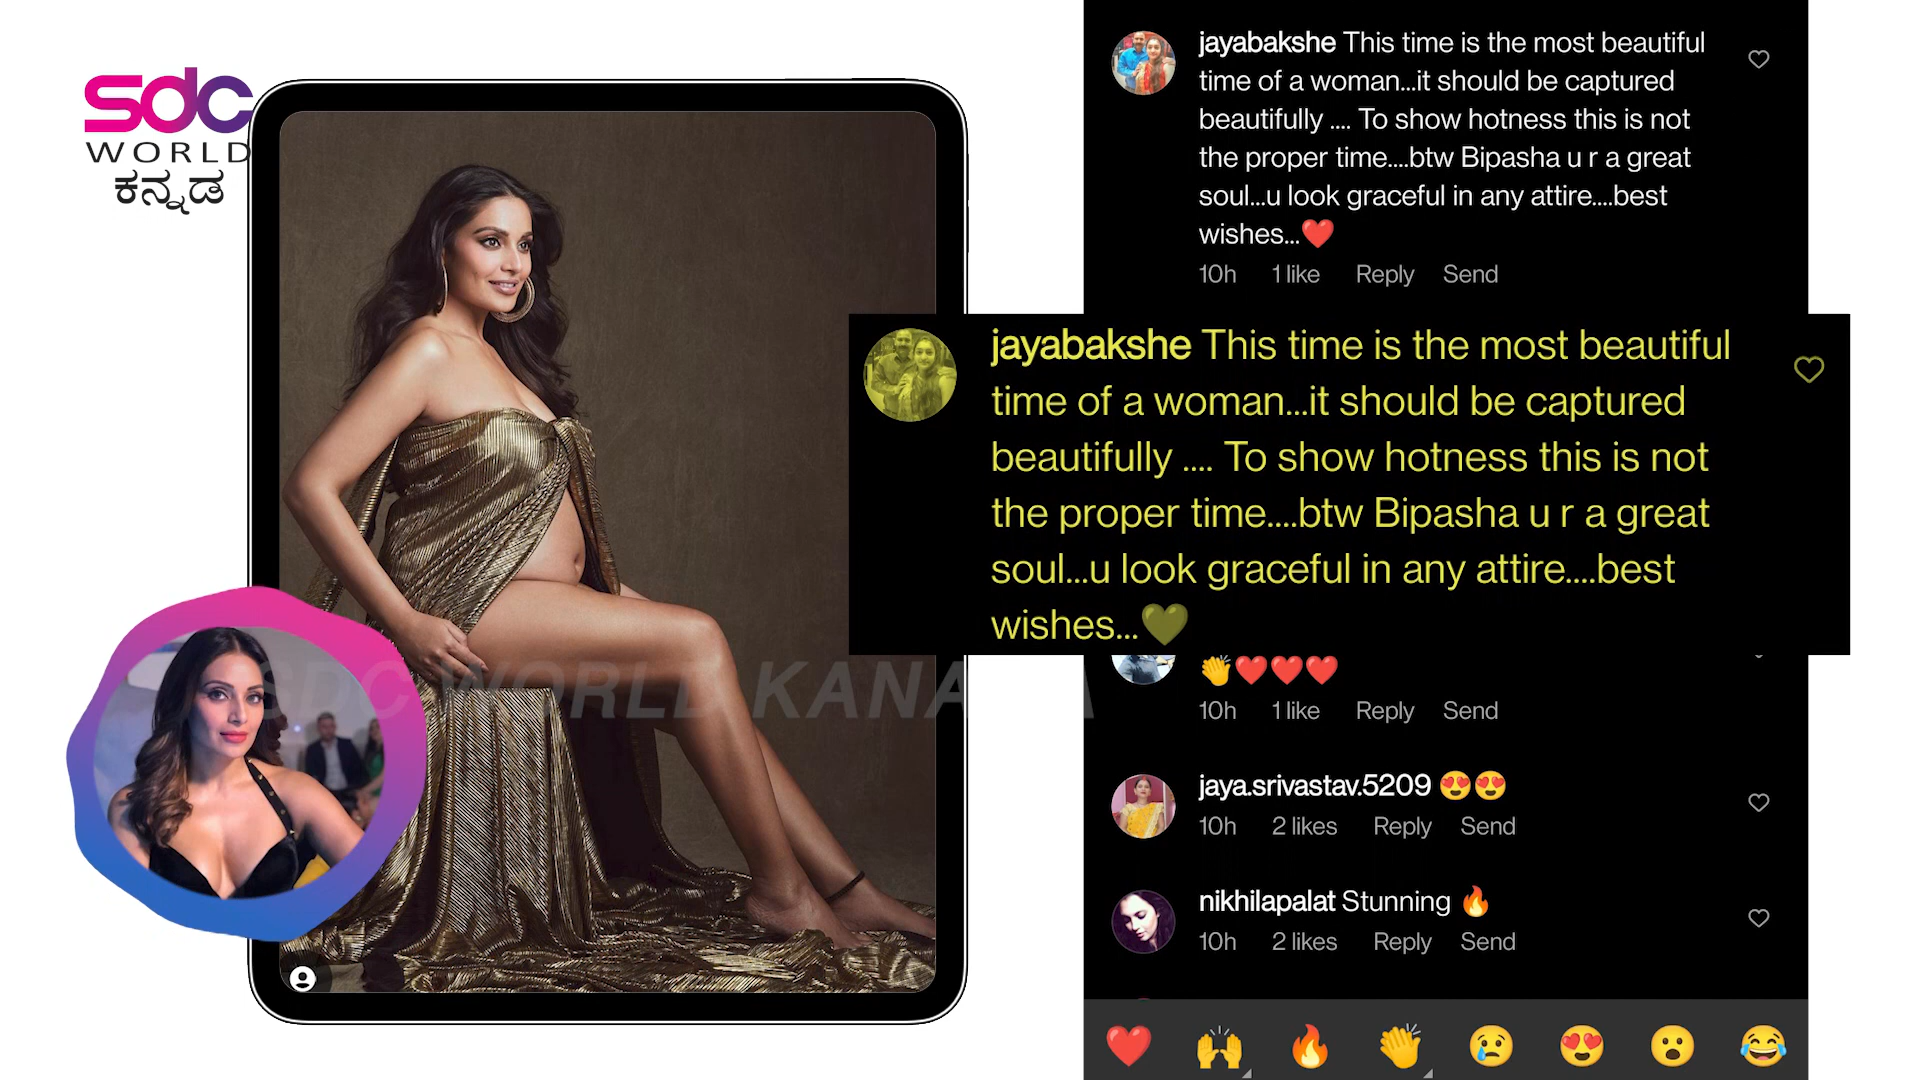 sdc
WORLD
ಕನ್ನಡ
jayabakshe This time is the most beautiful
time of a woman...it should be captured
beautifully .... To show hotness this is not
the proper time....btw Bipasha u r a great
soul...u look graceful in any attire....best
wishes...❤️
10h 1 like Reply Send
jayabakshe This time is the most beautiful
time of a woman...it should be captured
beautifully .... To show hotness this is not
the proper time....btw Bipasha u r a great
soul...u look graceful in any attire....best
wishes...💚
👏❤️❤️❤️
10h 1 like Reply Send
jaya.srivastav.5209 😍😍
10h 2 likes Reply Send
nikhilapalat Stunning 🔥
10h 2 likes Reply Send
❤️ 🙌 🔥 👏 😢 😍 😮 😂
SDC WORLD KANA